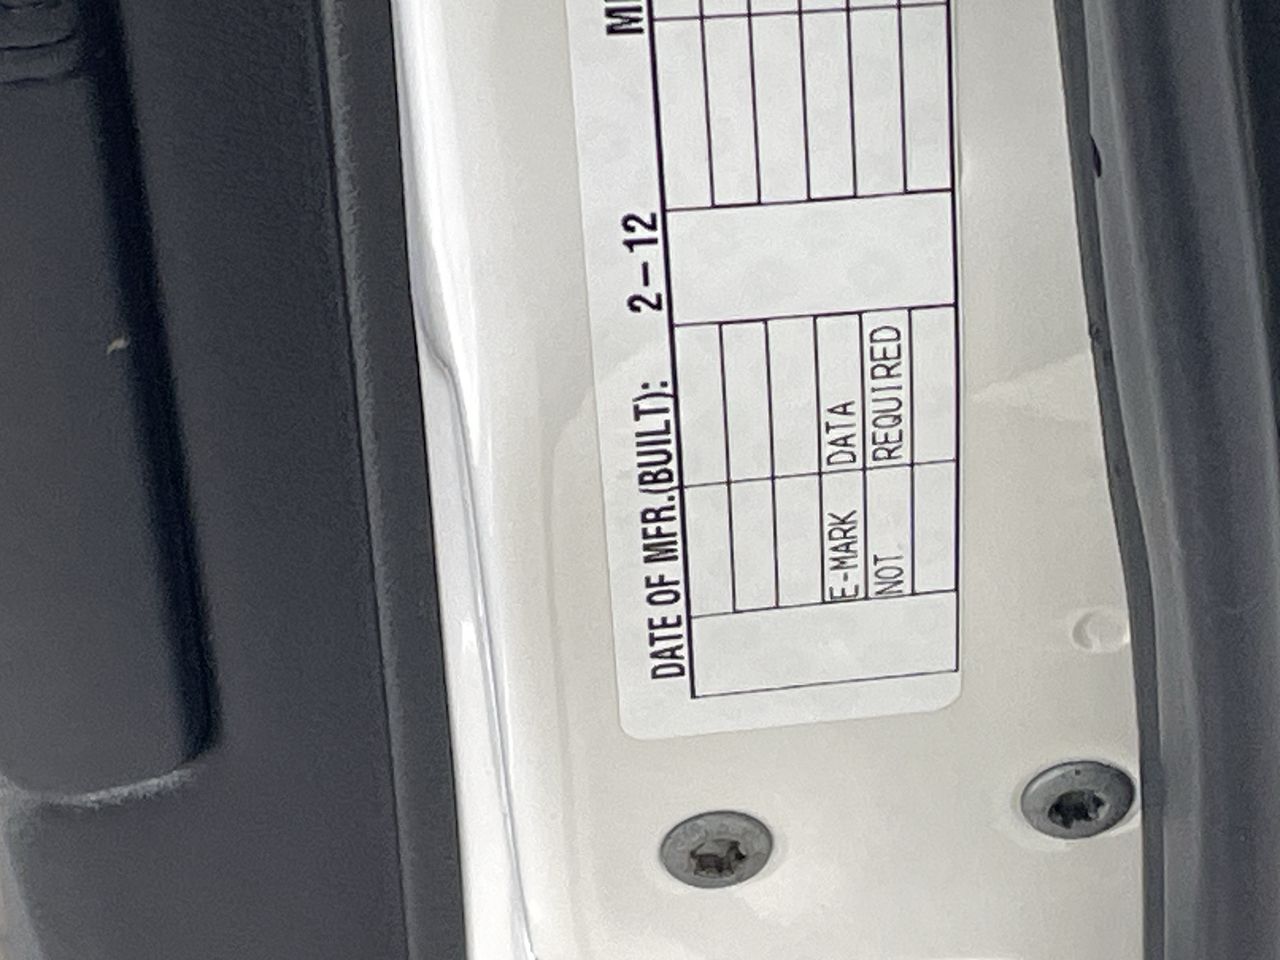 DATE OF MFR.(BUILT): 2-12
E-MARK DATA
NOT REQUIRED